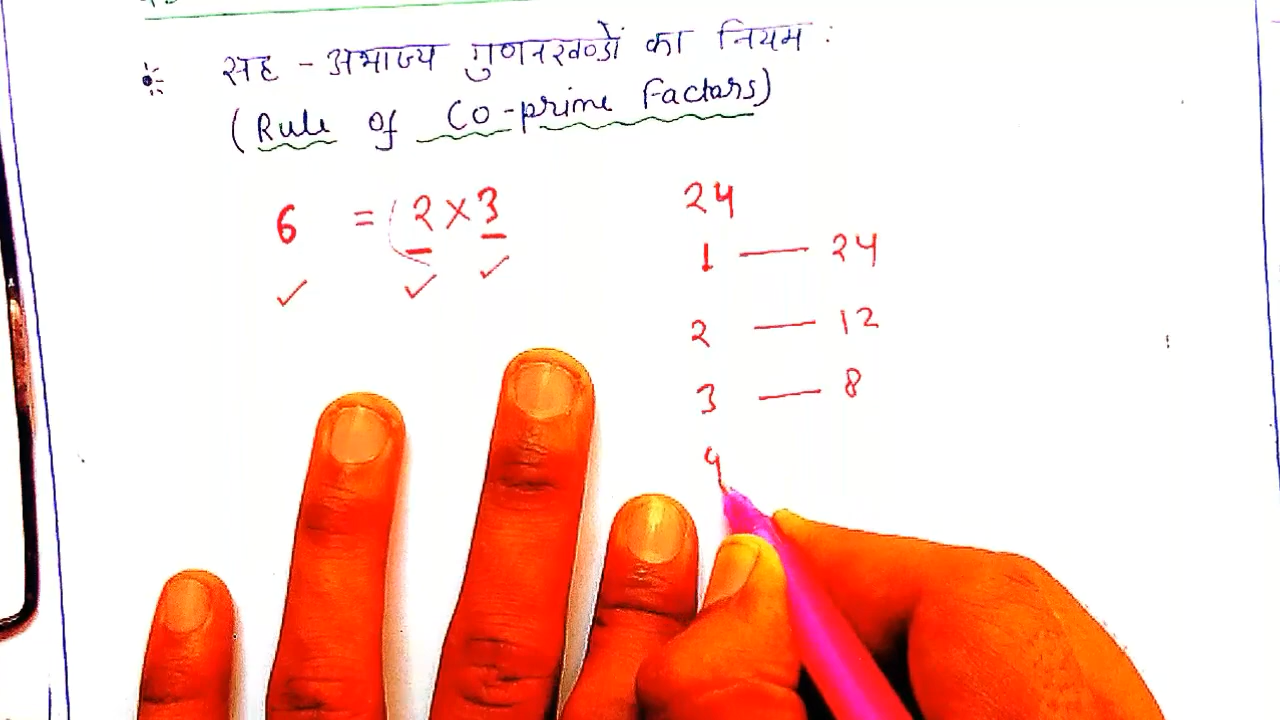 सह - अभाज्य गुणनखण्डों का नियम :
(Rule of Co-prime Factors)
6 = 2 × 3
24
1 — 24
2 — 12
3 — 8
4